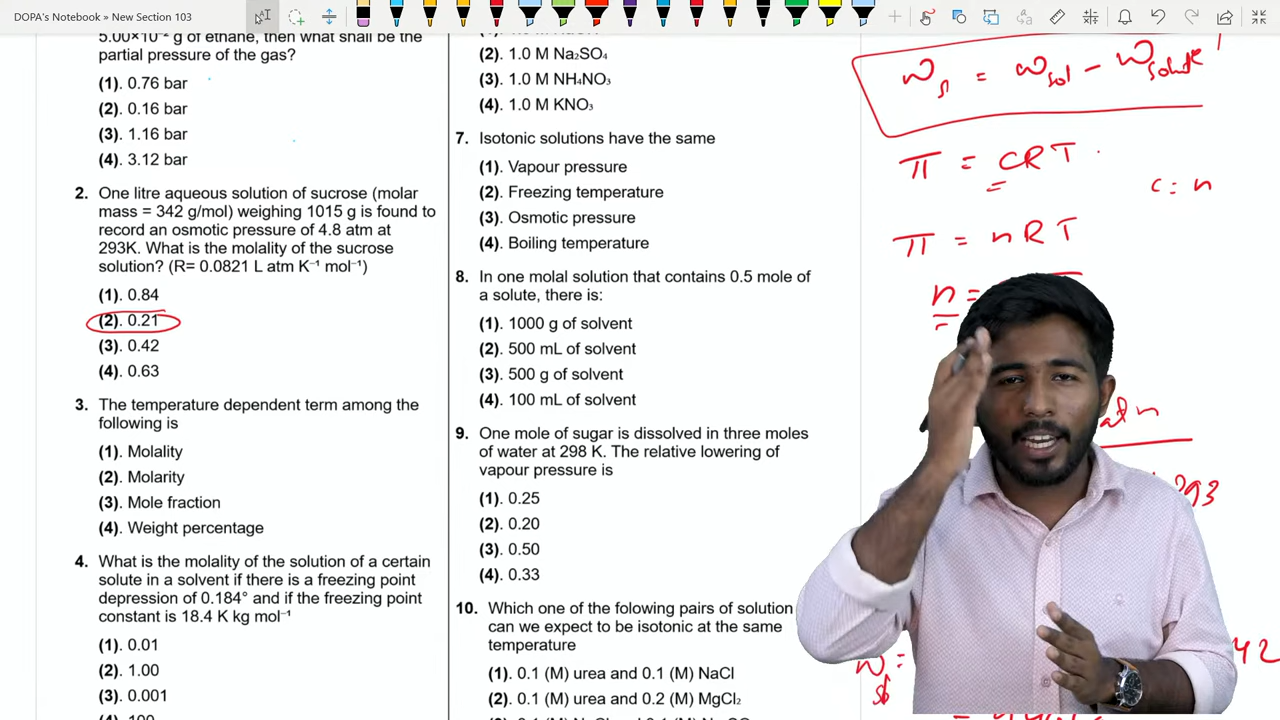 DOPA's Notebook » New Section 103
5.00×10⁻² g of ethane, then what shall be the
partial pressure of the gas?
(1). 0.76 bar
(2). 0.16 bar
(3). 1.16 bar
(4). 3.12 bar
2. One litre aqueous solution of sucrose (molar
mass = 342 g/mol) weighing 1015 g is found to
record an osmotic pressure of 4.8 atm at
293K. What is the molality of the sucrose
solution? (R= 0.0821 L atm K⁻¹ mol⁻¹)
(1). 0.84
(2). 0.21
(3). 0.42
(4). 0.63
3. The temperature dependent term among the
following is
(1). Molality
(2). Molarity
(3). Mole fraction
(4). Weight percentage
4. What is the molality of the solution of a certain
solute in a solvent if there is a freezing point
depression of 0.184° and if the freezing point
constant is 18.4 K kg mol⁻¹
(1). 0.01
(2). 1.00
(3). 0.001
(2). 1.0 M Na₂SO₄
(3). 1.0 M NH₄NO₃
(4). 1.0 M KNO₃
7. Isotonic solutions have the same
(1). Vapour pressure
(2). Freezing temperature
(3). Osmotic pressure
(4). Boiling temperature
8. In one molal solution that contains 0.5 mole of
a solute, there is:
(1). 1000 g of solvent
(2). 500 mL of solvent
(3). 500 g of solvent
(4). 100 mL of solvent
9. One mole of sugar is dissolved in three moles
of water at 298 K. The relative lowering of
vapour pressure is
(1). 0.25
(2). 0.20
(3). 0.50
(4). 0.33
10. Which one of the folowing pairs of solution
can we expect to be isotonic at the same
temperature
(1). 0.1 (M) urea and 0.1 (M) NaCl
(2). 0.1 (M) urea and 0.2 (M) MgCl₂
= w sol − w solute
π = CRT
C = n
π = nRT
n =
293
42